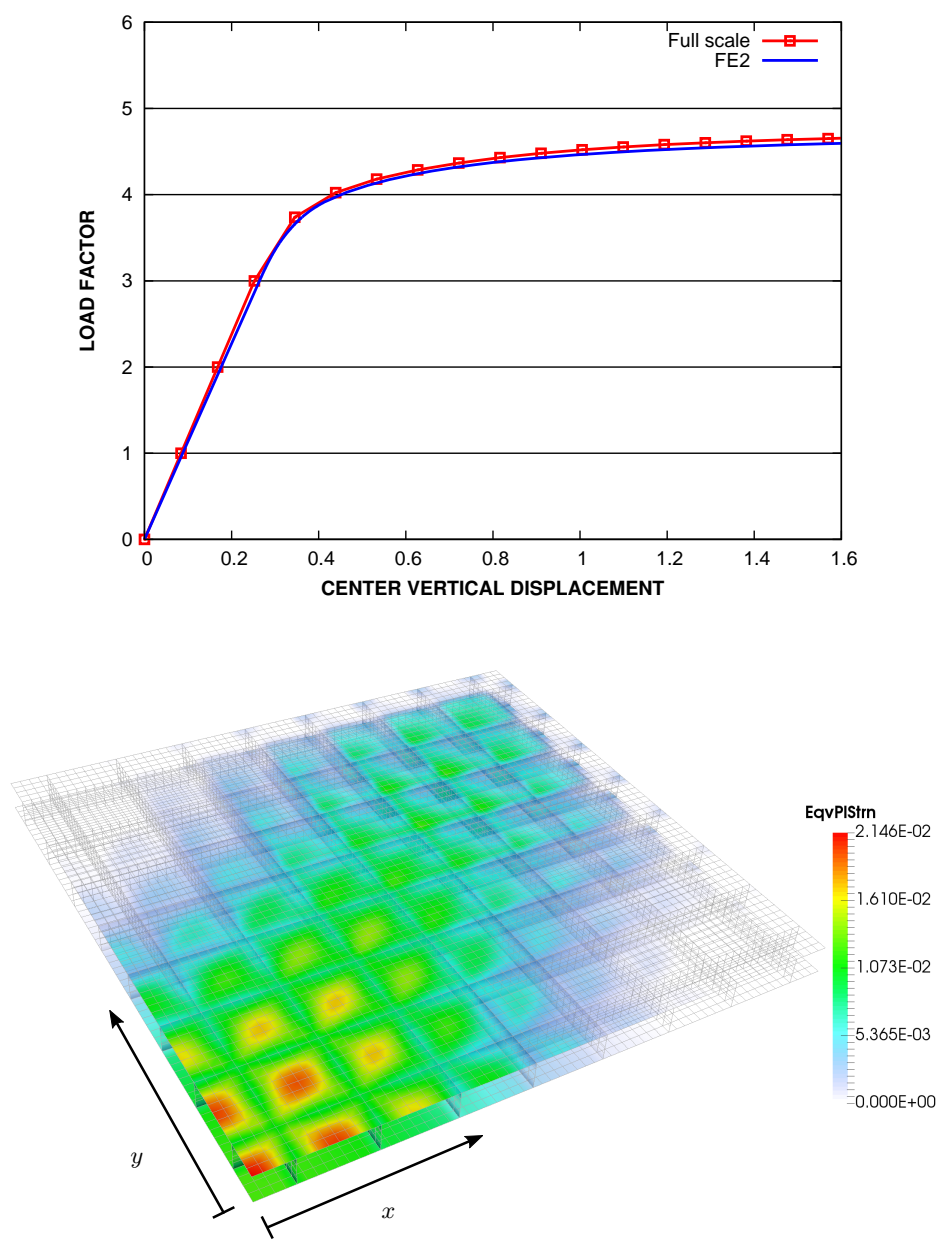 6
5
4
3
2
1
0
LOAD FACTOR
Full scale
FE2
0 0.2 0.4 0.6 0.8 1 1.2 1.4 1.6
CENTER VERTICAL DISPLACEMENT
EqvPlStrn
2.146E-02
1.610E-02
1.073E-02
5.365E-03
0.000E+00
y
x